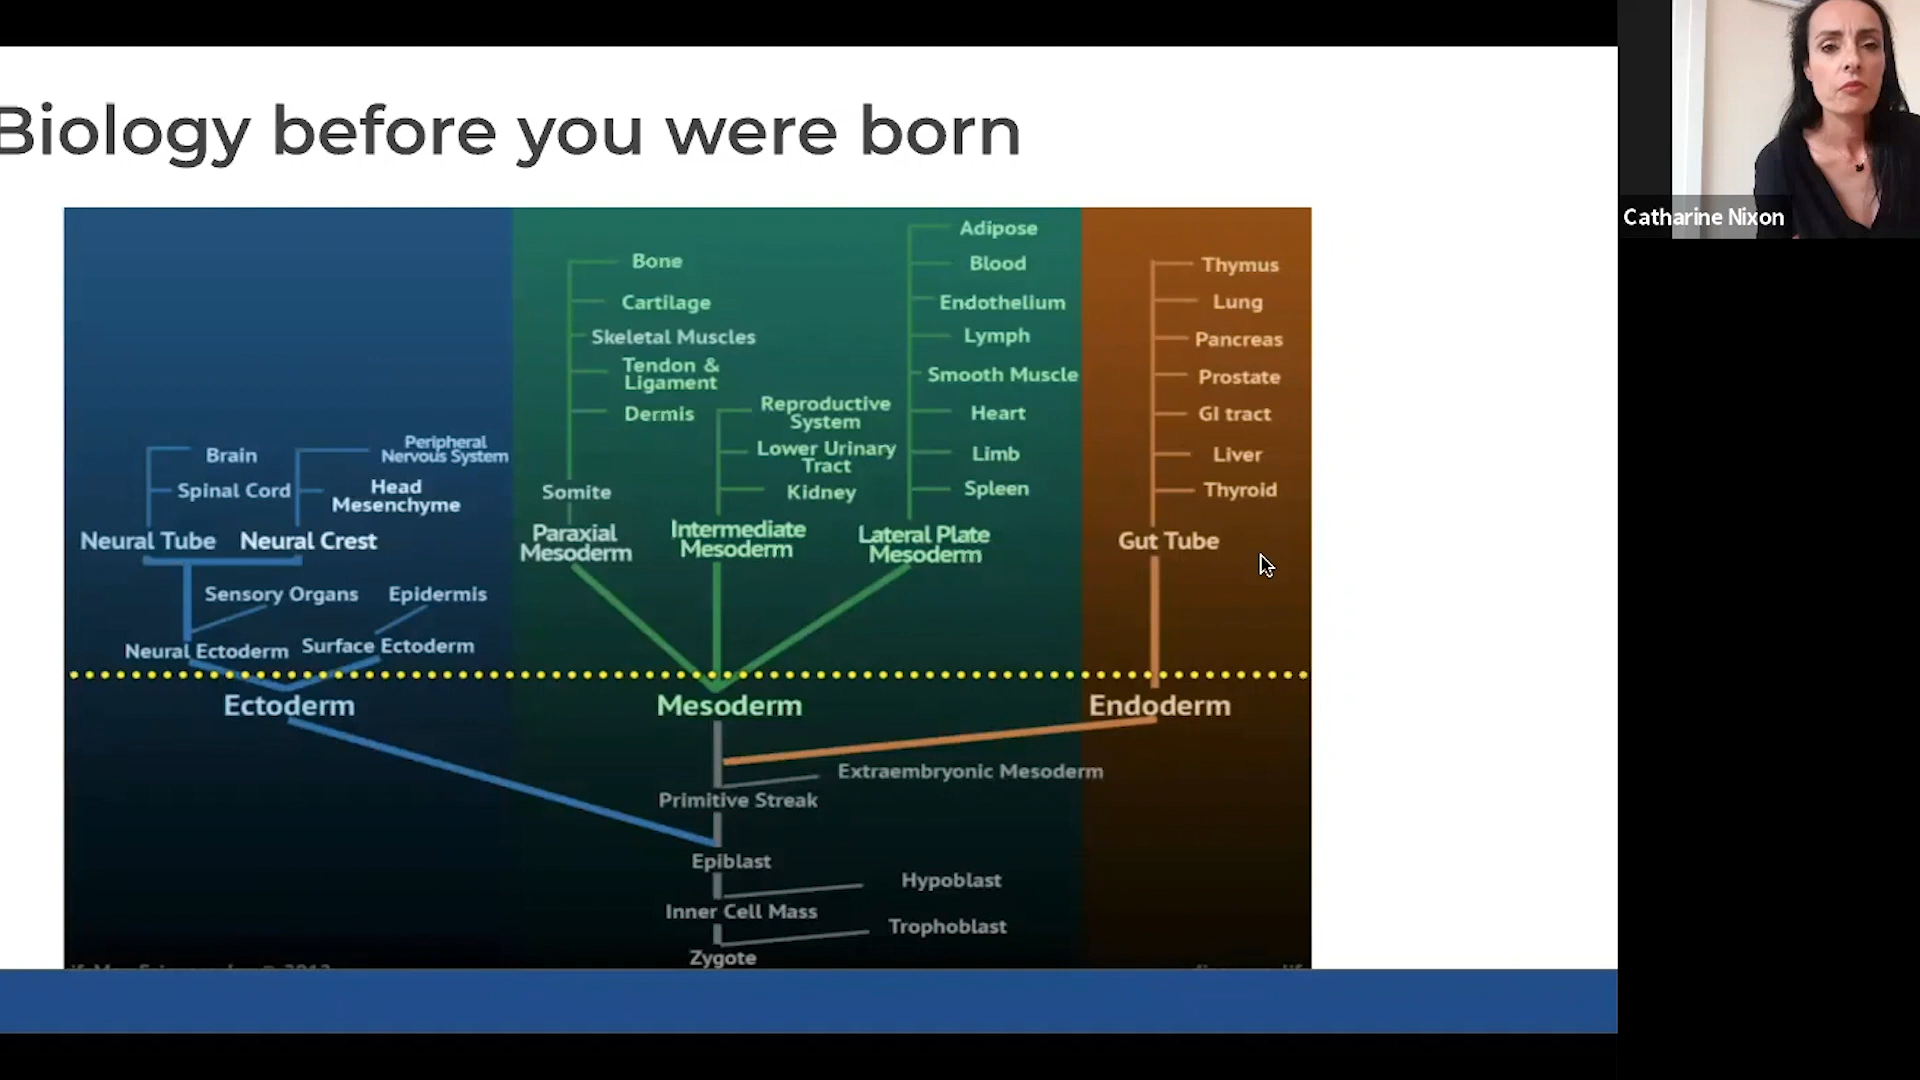 Biology before you were born
Catharine Nixon
Adipose
Bone
Blood
Thymus
Cartilage
Endothelium
Lung
Skeletal Muscles
Lymph
Pancreas
Tendon &
Ligament
Smooth Muscle
Prostate
Dermis
Reproductive
System
Heart
GI tract
Brain
Peripheral
Nervous System
Lower Urinary
Tract
Limb
Liver
Spinal Cord
Head
Mesenchyme
Somite
Kidney
Spleen
Thyroid
Neural Tube
Neural Crest
Paraxial
Mesoderm
Intermediate
Mesoderm
Lateral Plate
Mesoderm
Gut Tube
Sensory Organs
Epidermis
Neural Ectoderm
Surface Ectoderm
Ectoderm
Mesoderm
Endoderm
Extraembryonic Mesoderm
Primitive Streak
Epiblast
Hypoblast
Inner Cell Mass
Trophoblast
Zygote